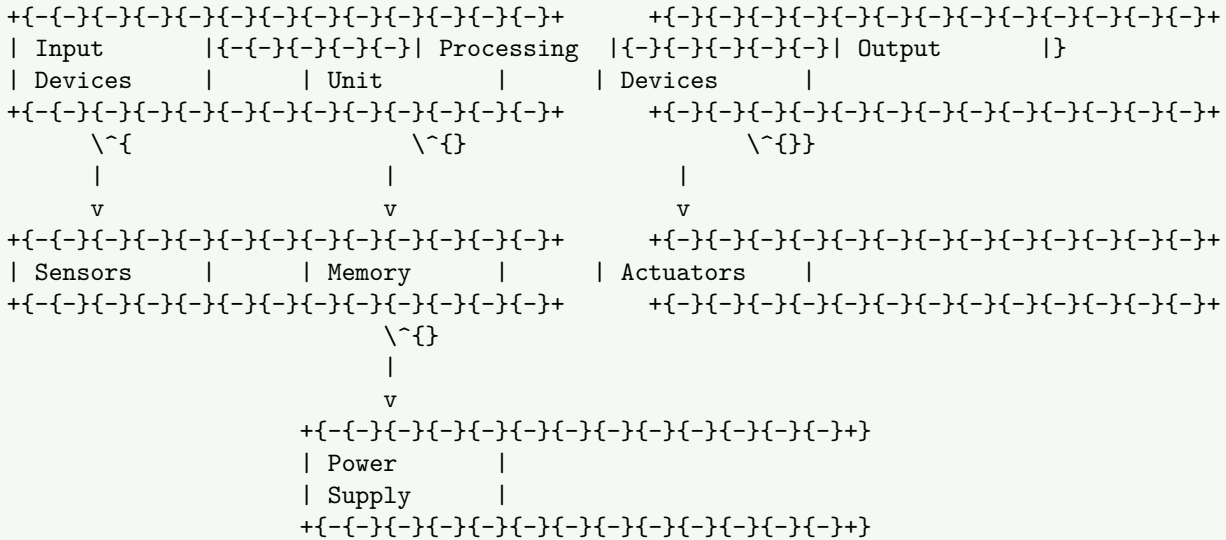 +{-{-}{-}{-}{-}{-}{-}{-}{-}{-}{-}{-}{-}+ +{-}{-}{-}{-}{-}{-}{-}{-}{-}{-}{-}{-}{-}+
| Input |{-{-}{-}{-}{-}| Processing |{-}{-}{-}{-}{-}| Output |}
| Devices | | Unit | | Devices |
+{-{-}{-}{-}{-}{-}{-}{-}{-}{-}{-}{-}{-}+ +{-}{-}{-}{-}{-}{-}{-}{-}{-}{-}{-}{-}{-}+
\^{ \^{} \^{}}
| | |
v v v
+{-{-}{-}{-}{-}{-}{-}{-}{-}{-}{-}{-}{-}+ +{-}{-}{-}{-}{-}{-}{-}{-}{-}{-}{-}{-}{-}+
| Sensors | | Memory | | Actuators |
+{-{-}{-}{-}{-}{-}{-}{-}{-}{-}{-}{-}{-}+ +{-}{-}{-}{-}{-}{-}{-}{-}{-}{-}{-}{-}{-}+
\^{}
|
v
+{-{-}{-}{-}{-}{-}{-}{-}{-}{-}{-}{-}{-}+}
| Power |
| Supply |
+{-{-}{-}{-}{-}{-}{-}{-}{-}{-}{-}{-}{-}+}